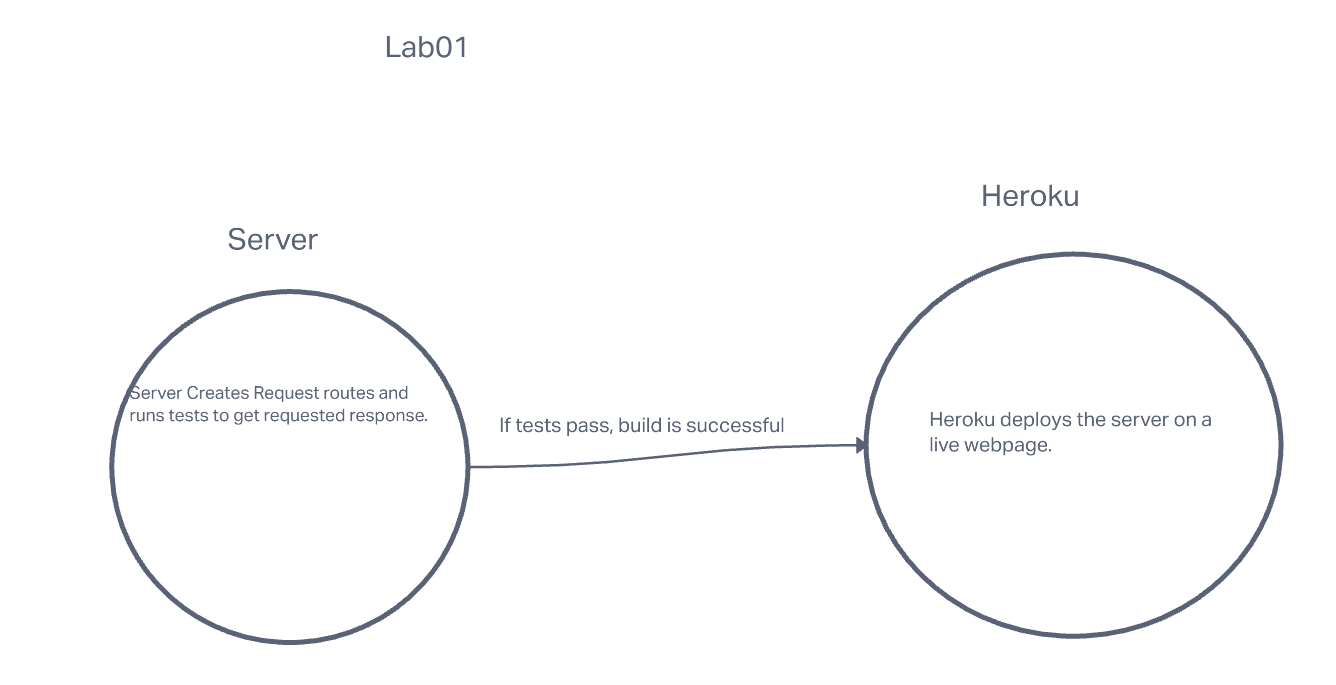 Lab01
Heroku
Server
Server Creates Request routes and
runs tests to get requested response.
If tests pass, build is successful
Heroku deploys the server on a
live webpage.